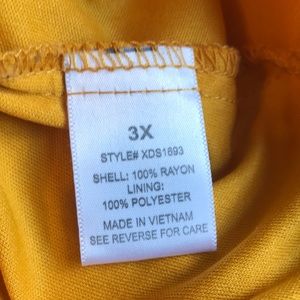 3X
STYLE# XDS1693
SHELL: 100% RAYON
LINING:
100% POLYESTER
MADE IN VIETNAM
SEE REVERSE FOR CARE